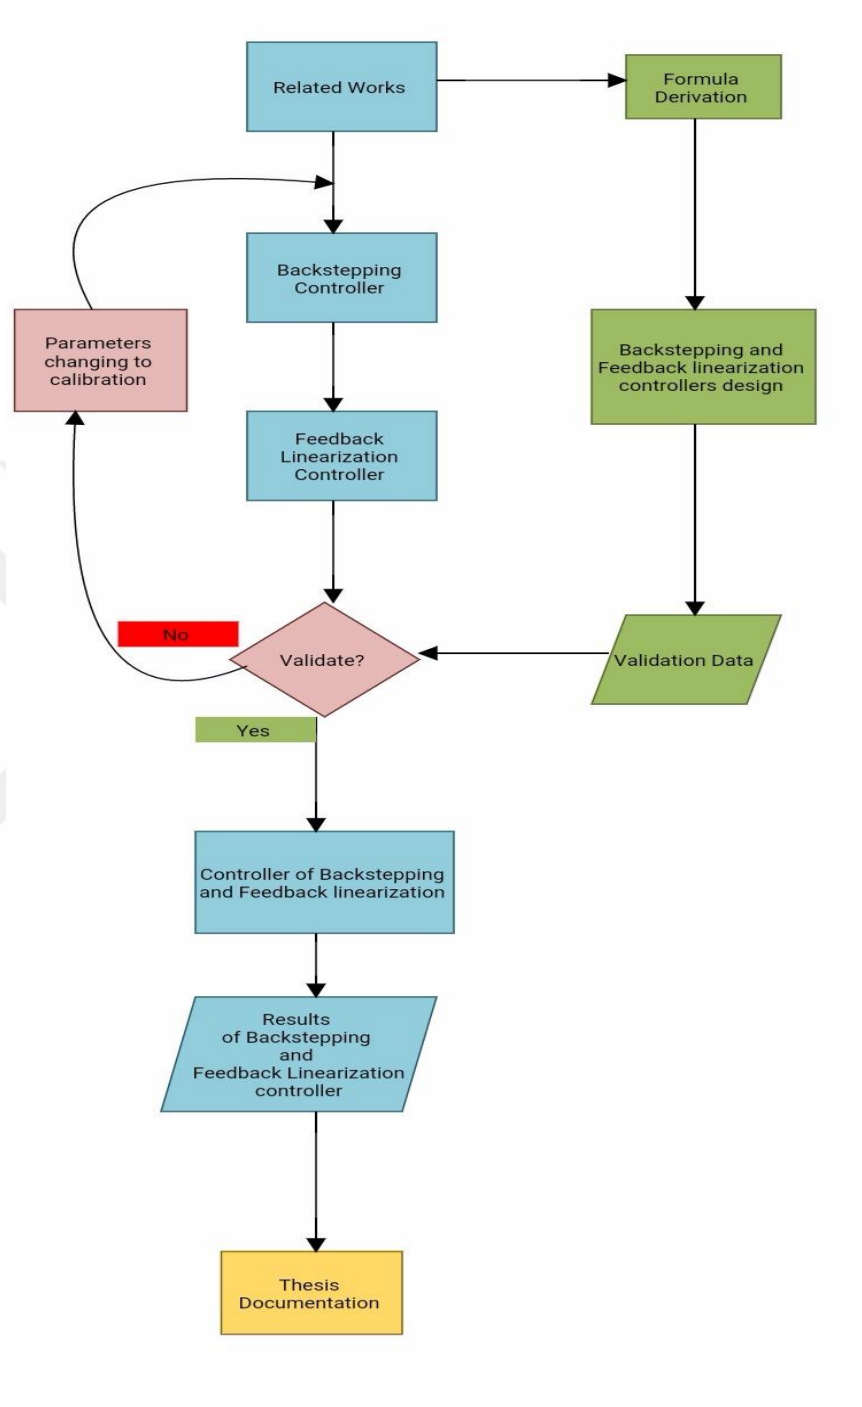 Related Works
Formula
Derivation
Backstepping
Controller
Parameters
changing to
calibration
Backstepping and
Feedback linearization
controllers design
Feedback
Linearization
Controller
No
Validate?
Validation Data
Yes
Controller of Backstepping
and Feedback linearization
Results
of Backstepping
and
Feedback Linearization
controller
Thesis
Documentation